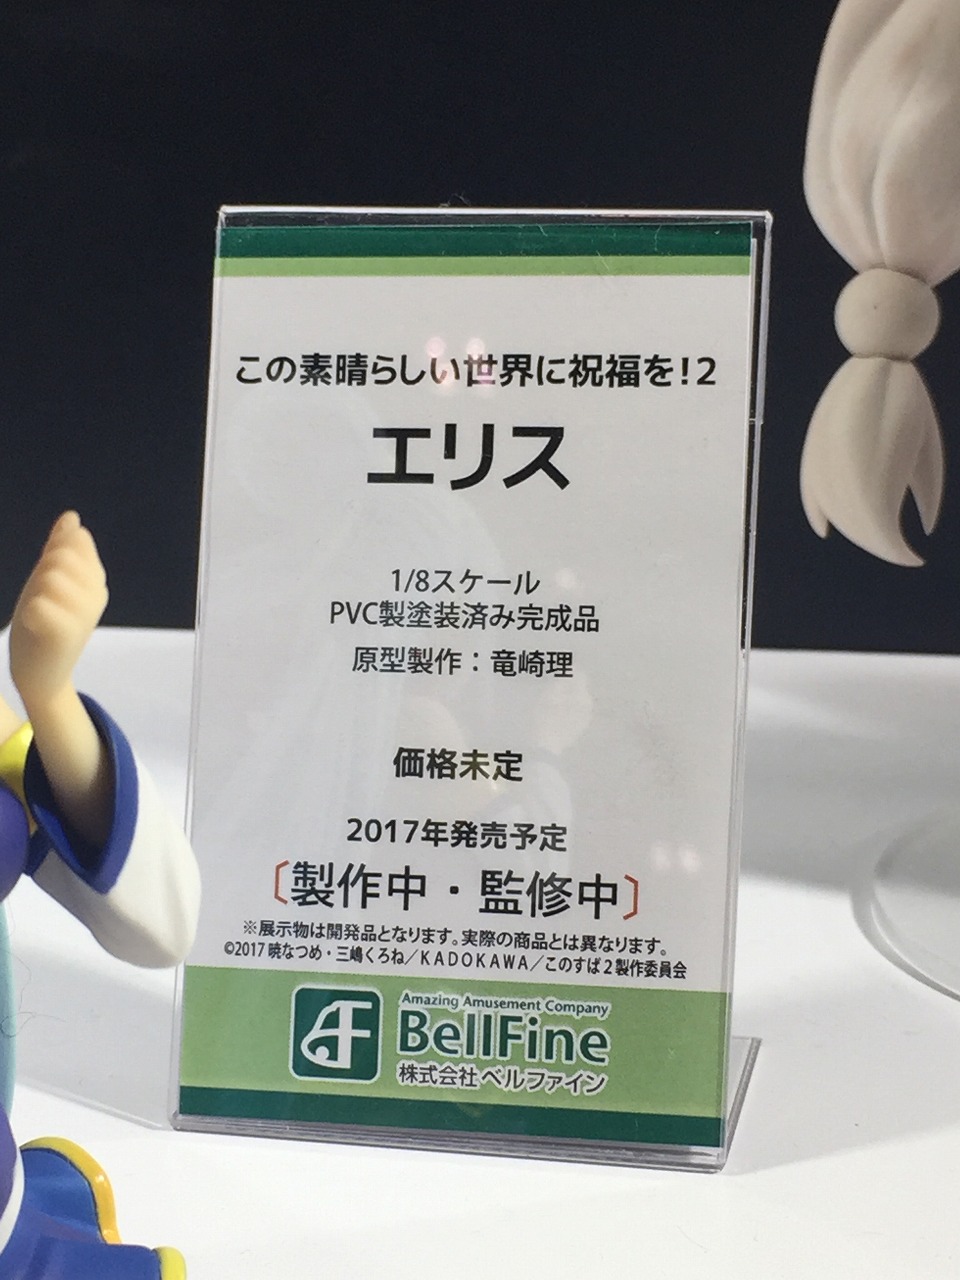 この素晴らしい世界に祝福を!2
エリス
1/8スケール
PVC製塗装済み完成品
原型製作：竜崎理
価格未定
2017年発売予定
〔製作中・監修中〕
※展示物は開発品となります。実際の商品とは異なります。
©2017 暁なつめ・三嶋くろね／KADOKAWA／このすば２製作委員会
Amazing Amusement Company
BellFine
株式会社ベルファイン